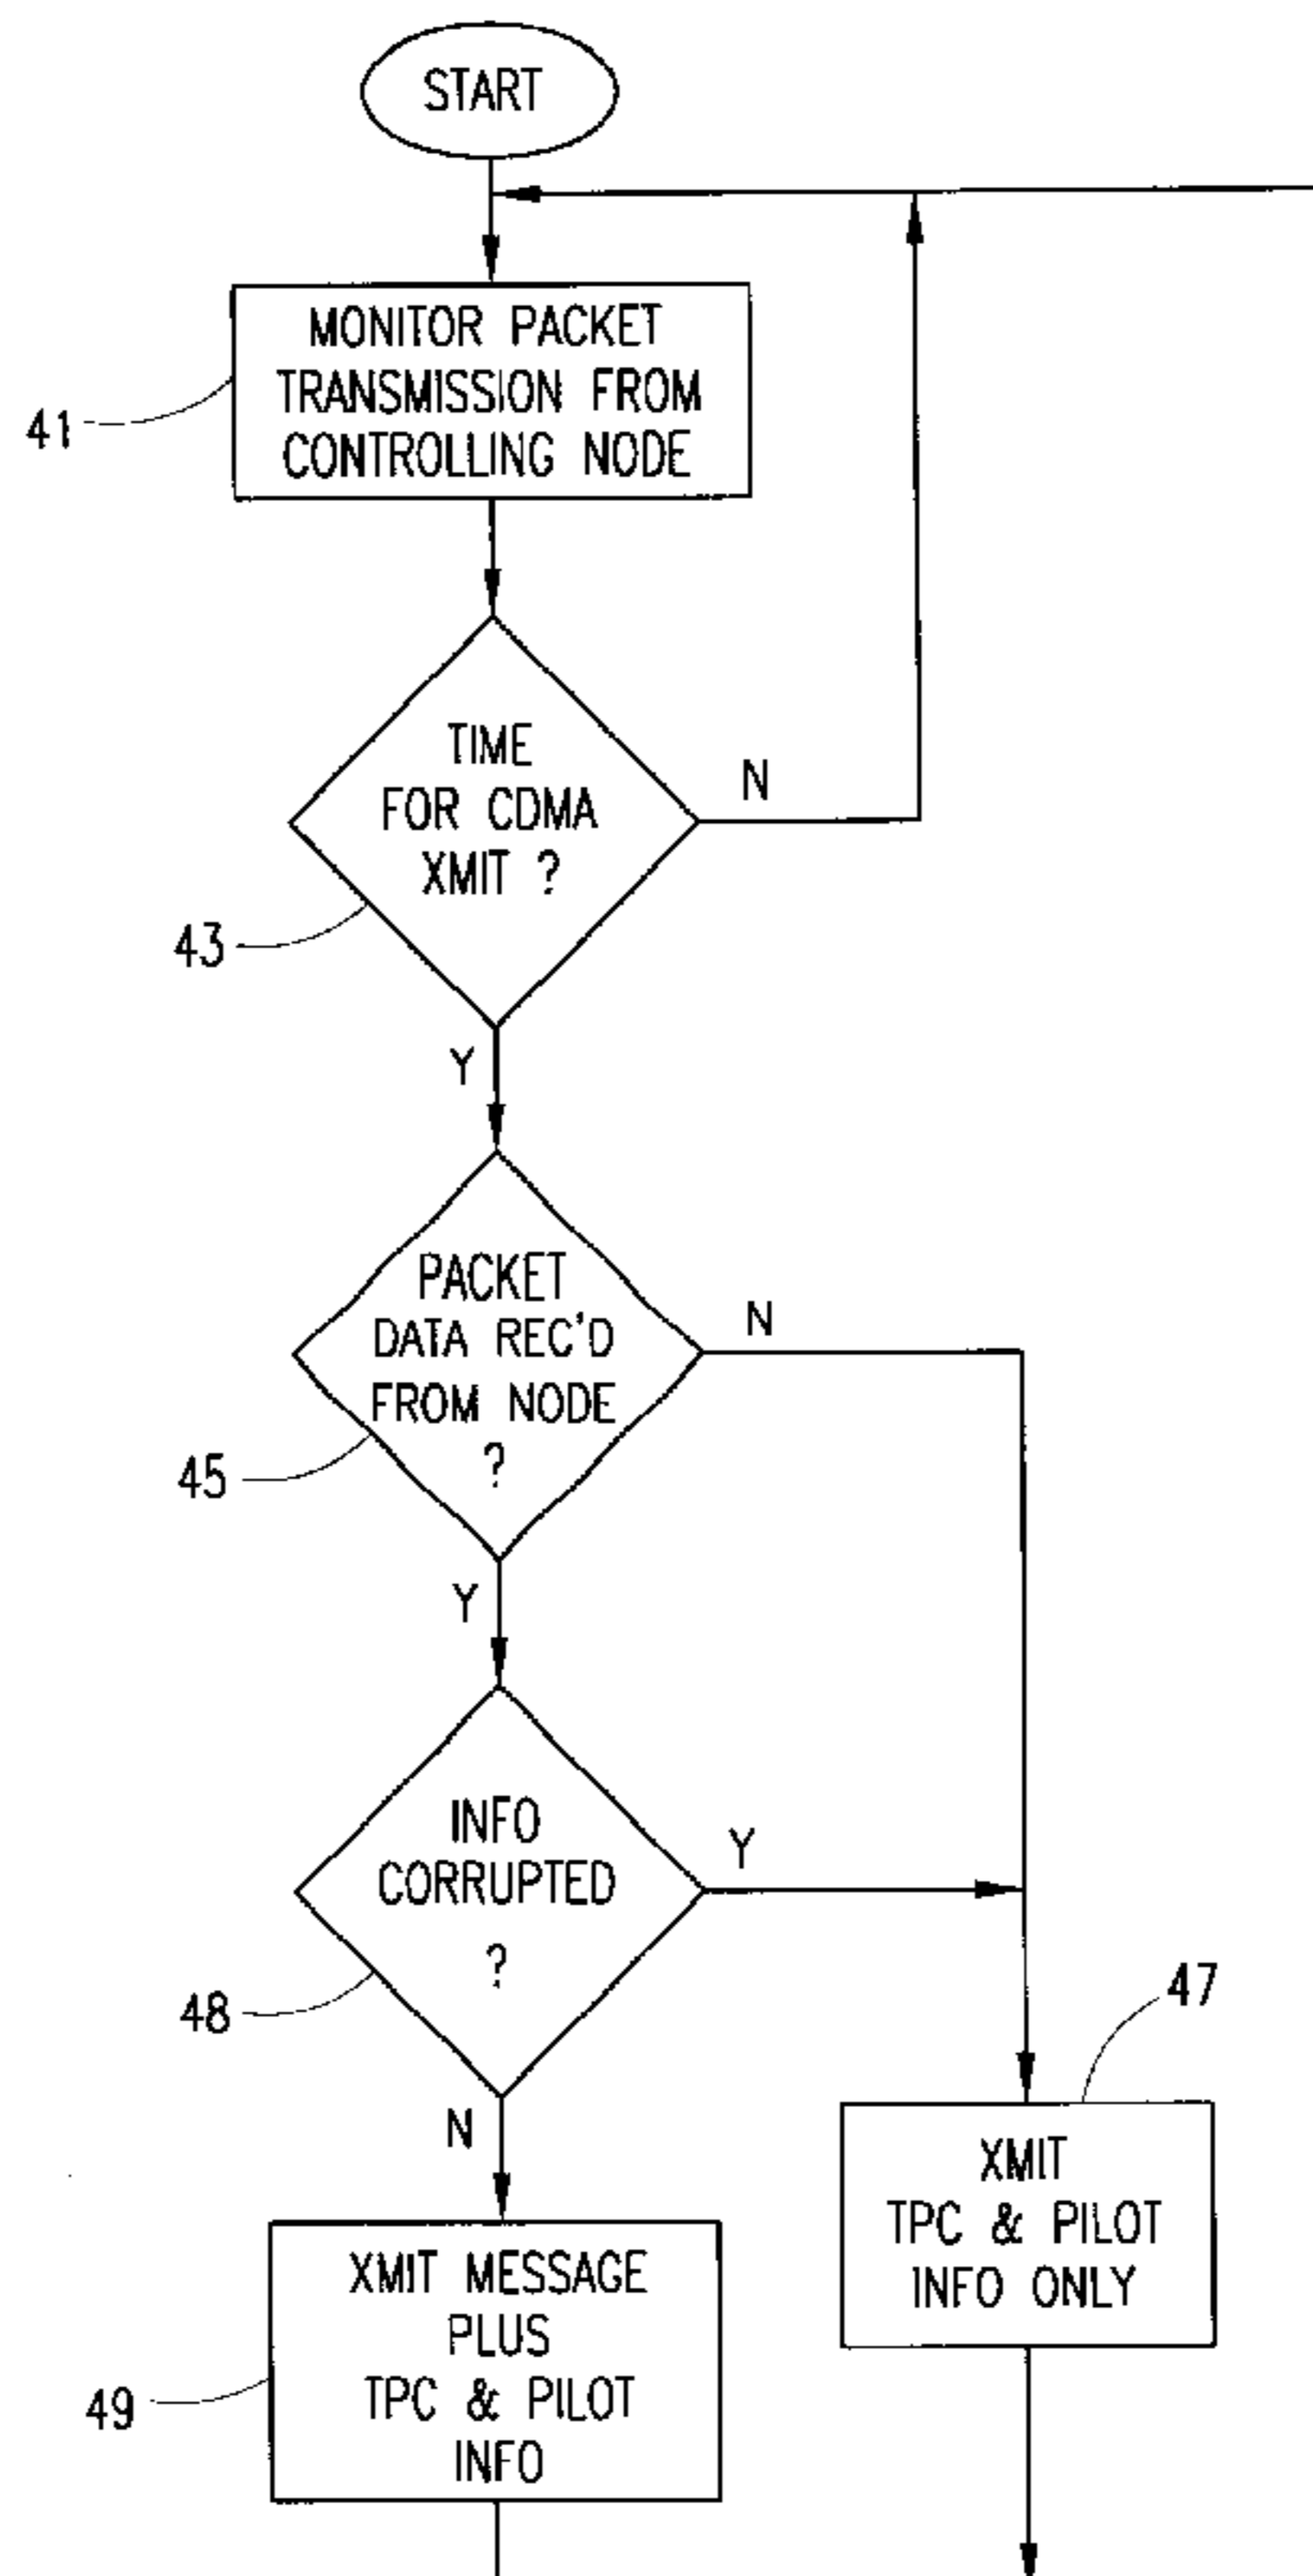 START
MONITOR PACKET
TRANSMISSION FROM
CONTROLLING NODE
41
TIME
FOR CDMA
XMIT ?
N
43
Y
PACKET
DATA REC'D
FROM NODE
?
N
45
Y
INFO
CORRUPTED
?
Y
48
47
N
XMIT
TPC & PILOT
INFO ONLY
XMIT MESSAGE
PLUS
TPC & PILOT
INFO
49